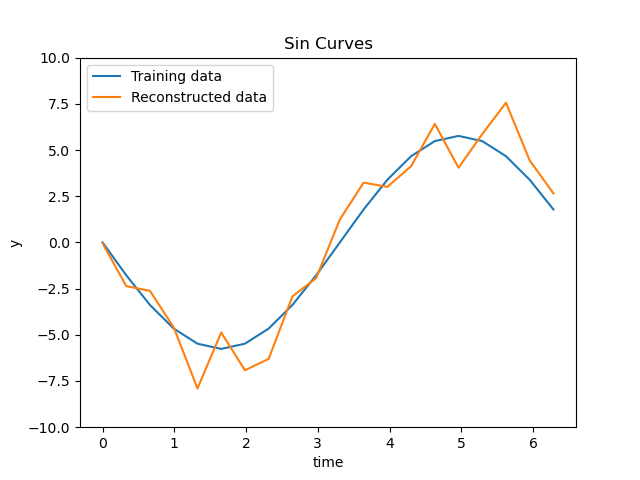 Sin Curves
Training data
Reconstructed data
10.0
7.5
5.0
2.5
0.0
−2.5
−5.0
−7.5
−10.0
y
0 1 2 3 4 5 6
time